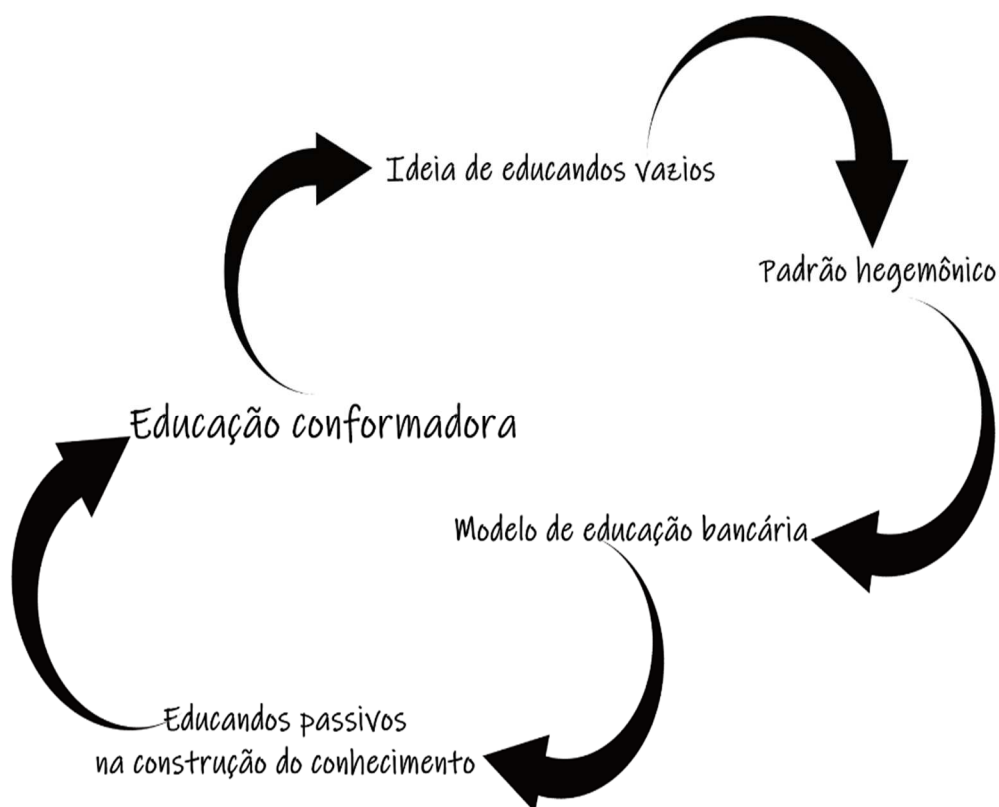 Ideia de educandos vazios
Padrão hegemônico
Educação conformadora
Modelo de educação bancária
Educandos passivos
na construção do conhecimento